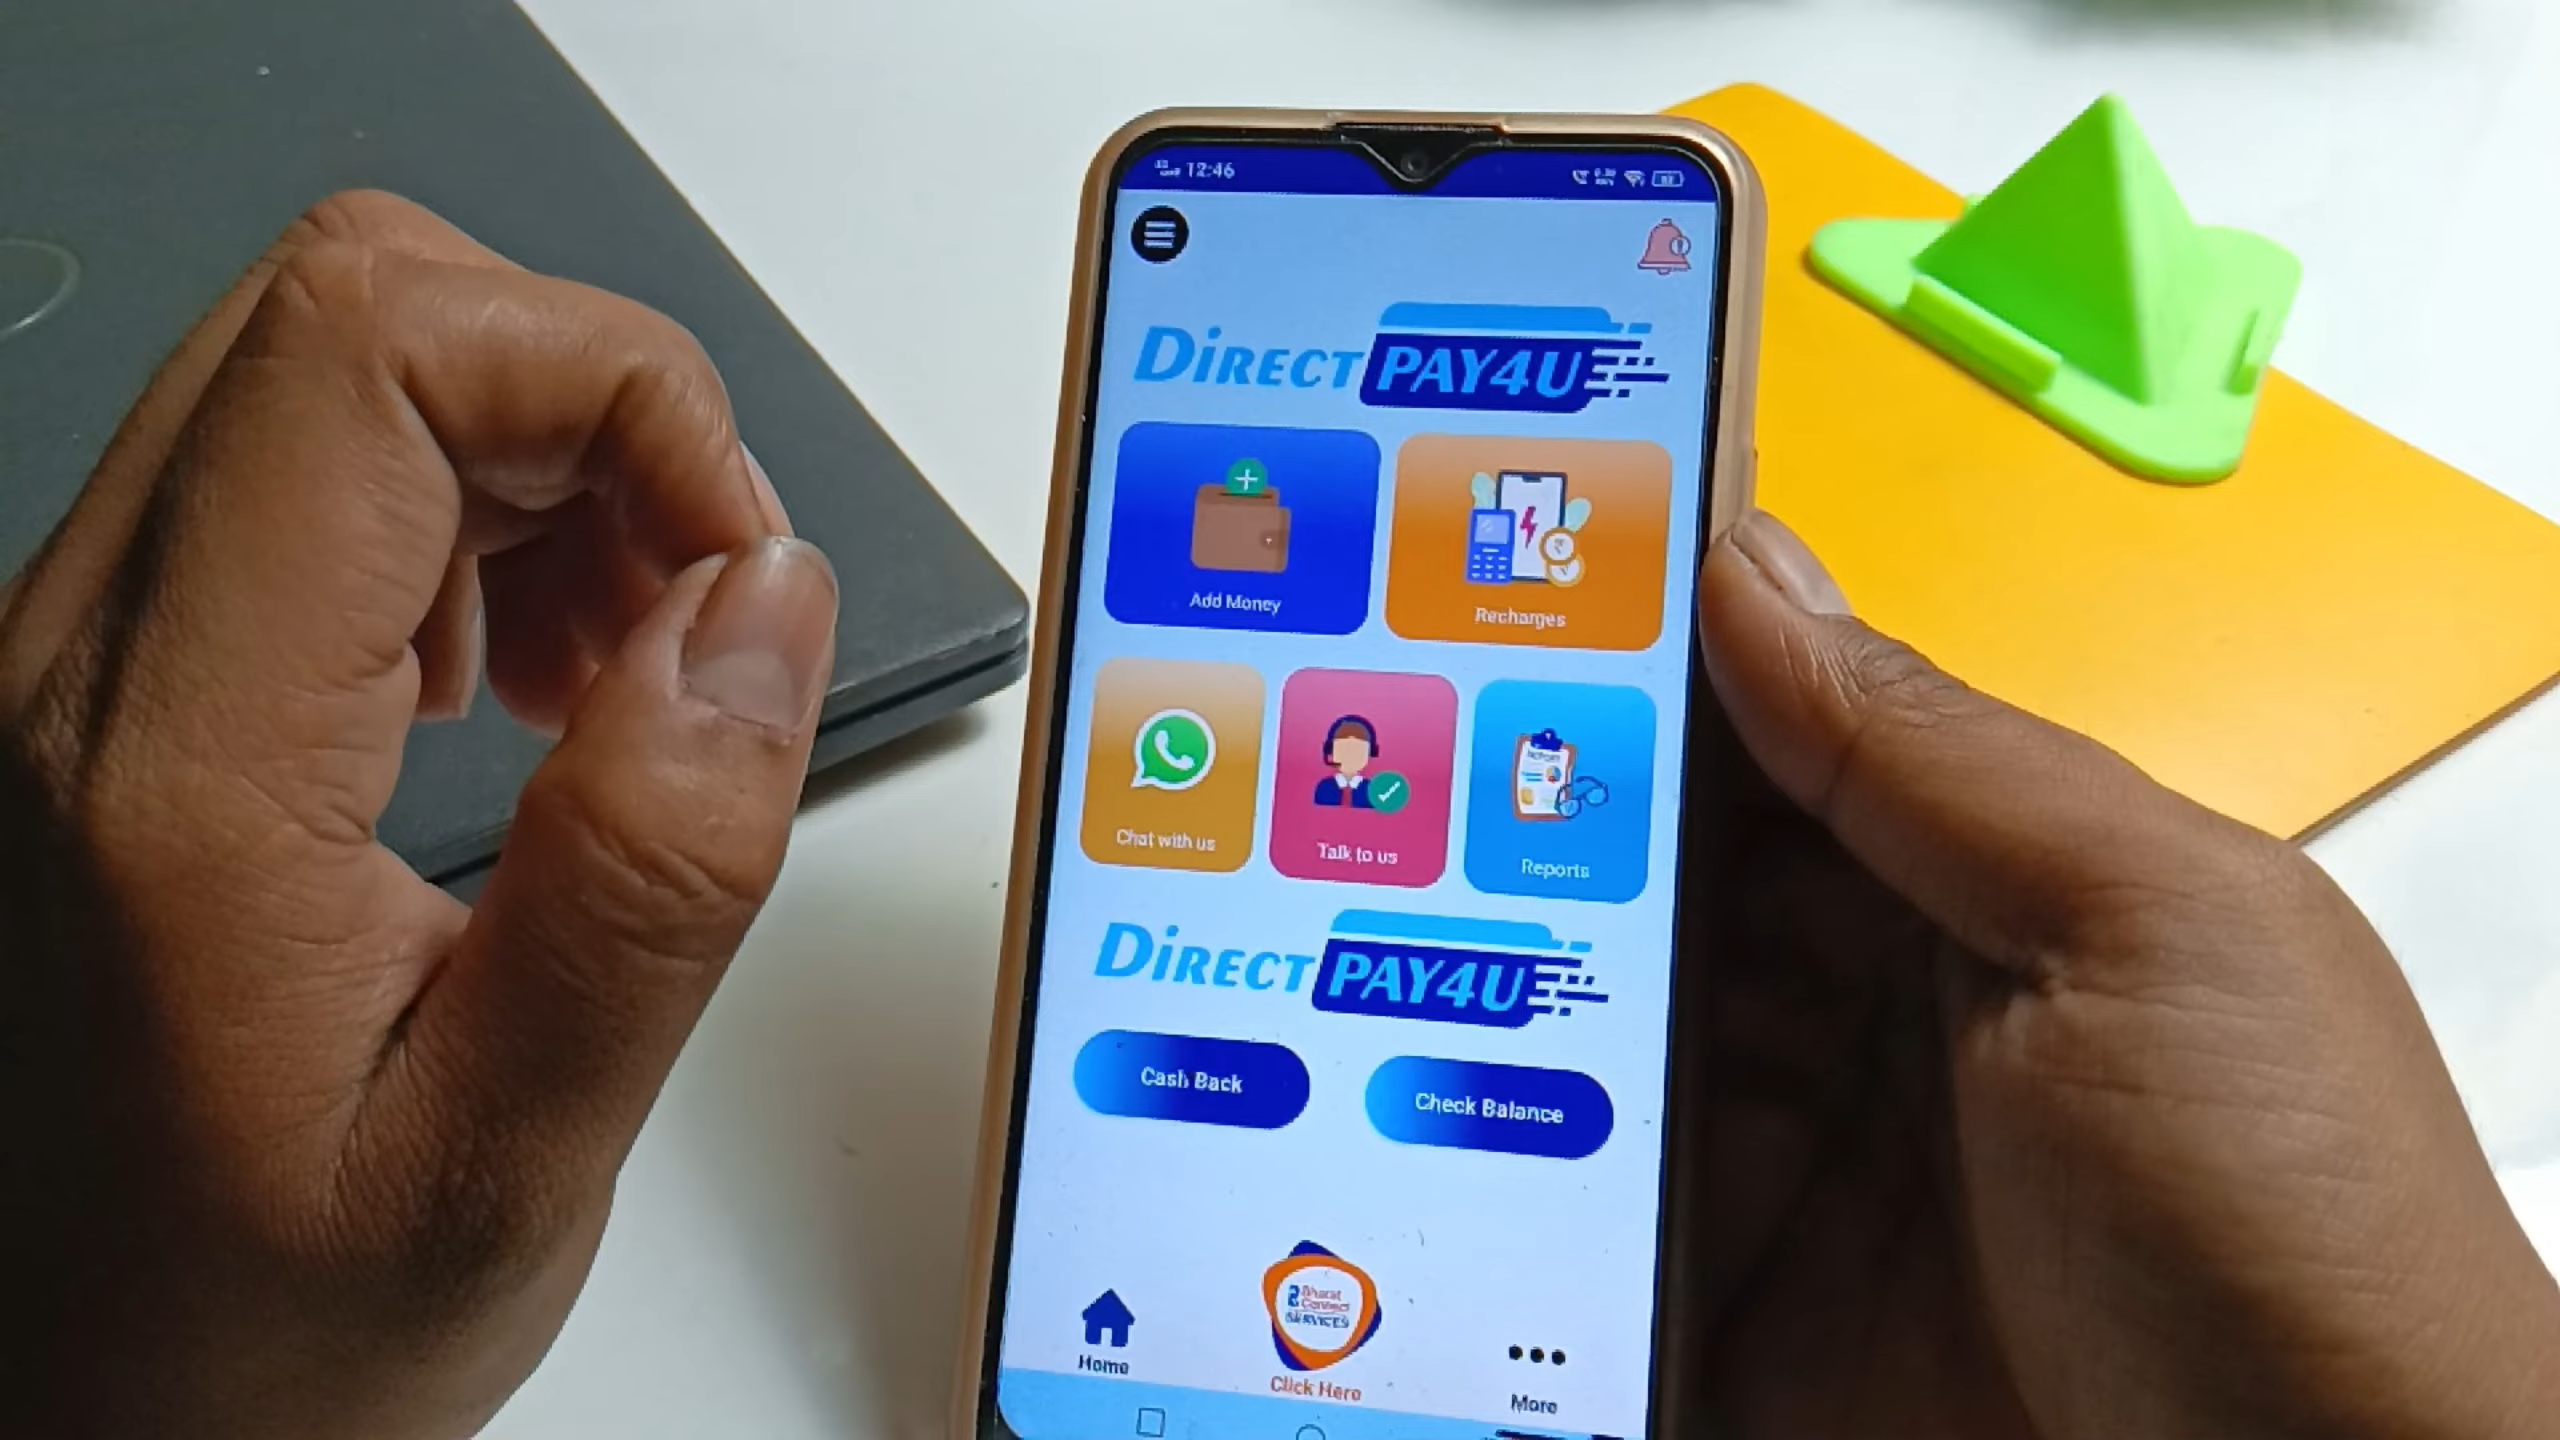 12:46
DIRECT PAY4U
Add Money
Recharges
Chat with us
Talk to us
REPORT
Reports
DIRECT PAY4U
Cash Back
Check Balance
B Bharat
Connect
SERVICES
Home
Click Here
More